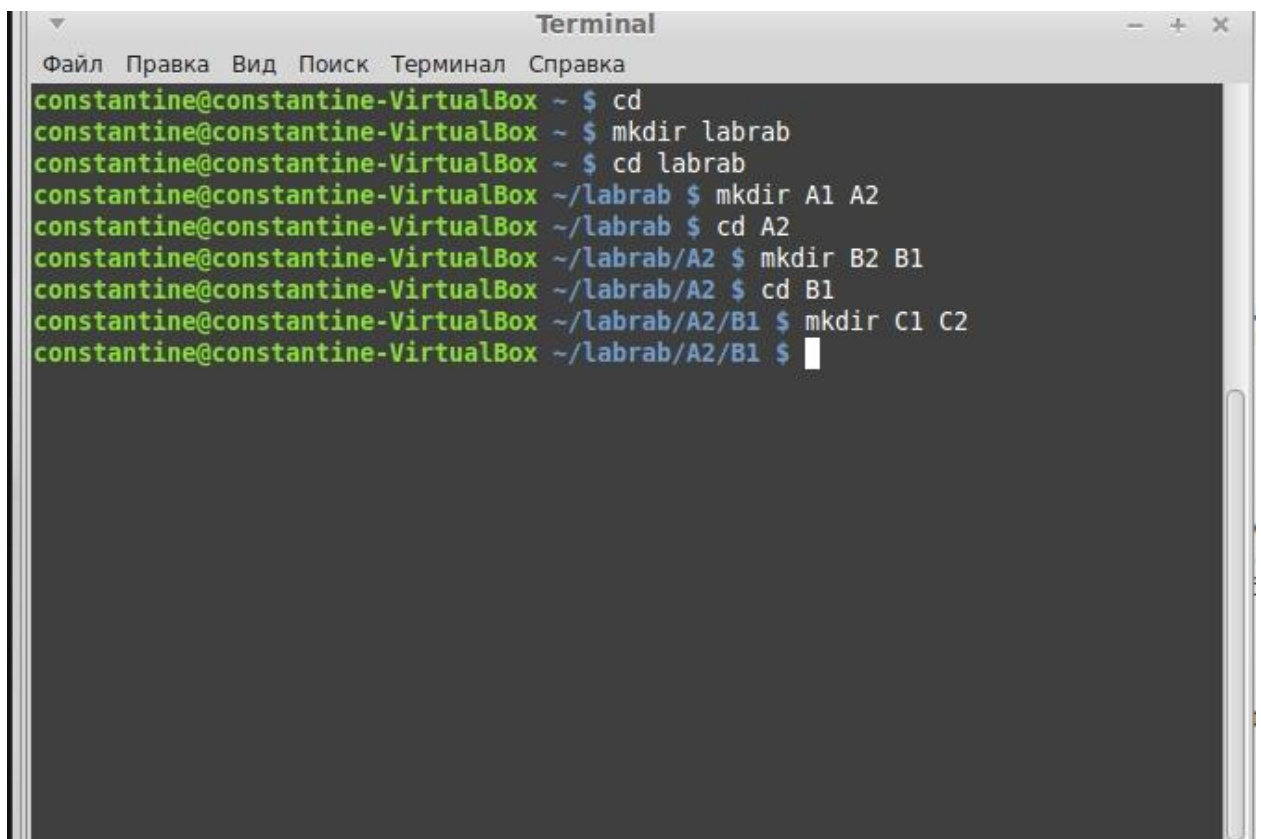 Terminal
Файл Правка Вид Поиск Терминал Справка
constantine@constantine-VirtualBox ~ $ cd
constantine@constantine-VirtualBox ~ $ mkdir labrab
constantine@constantine-VirtualBox ~ $ cd labrab
constantine@constantine-VirtualBox ~/labrab $ mkdir A1 A2
constantine@constantine-VirtualBox ~/labrab $ cd A2
constantine@constantine-VirtualBox ~/labrab/A2 $ mkdir B2 B1
constantine@constantine-VirtualBox ~/labrab/A2 $ cd B1
constantine@constantine-VirtualBox ~/labrab/A2/B1 $ mkdir C1 C2
constantine@constantine-VirtualBox ~/labrab/A2/B1 $